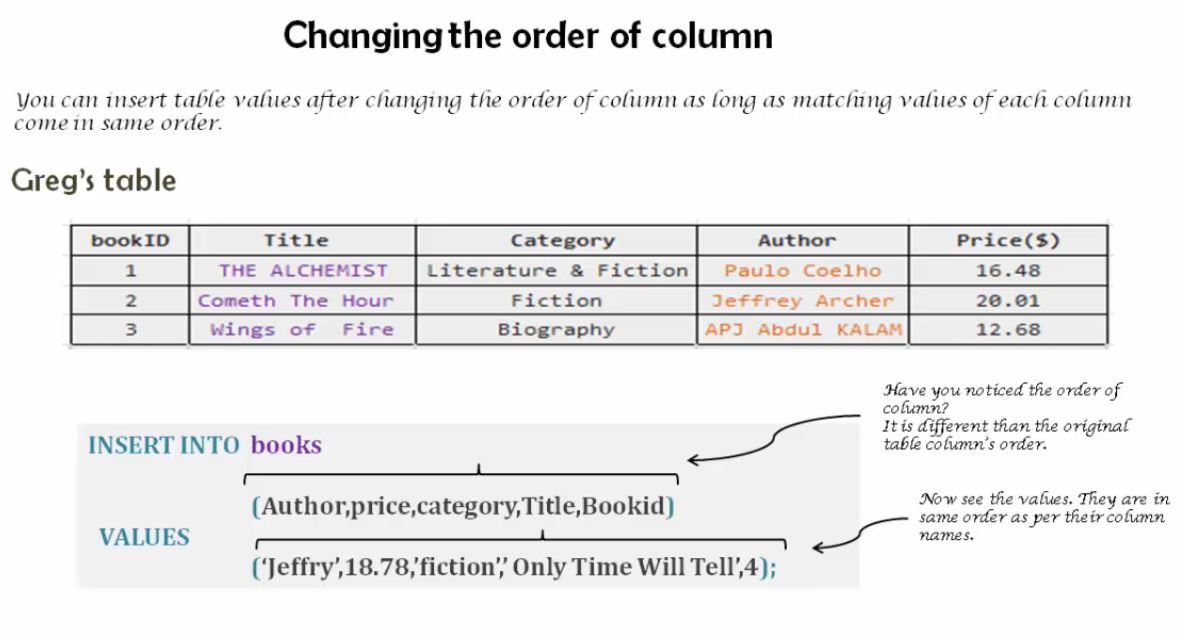 Changing the order of column
You can insert table values after changing the order of column as long as matching values of each column
come in same order.
Greg's table
bookID Title Category Author Price($)
1 THE ALCHEMIST Literature & Fiction Paulo Coelho 16.48
2 Cometh The Hour Fiction Jeffrey Archer 20.01
3 Wings of Fire Biography APJ Abdul KALAM 12.68
Have you noticed the order of
column?
It is different than the original
table column's order.
INSERT INTO books
(Author,price,category,Title,Bookid)
Now see the values. They are in
same order as per their column
names.
VALUES
('Jeffry',18.78,'fiction',' Only Time Will Tell',4);